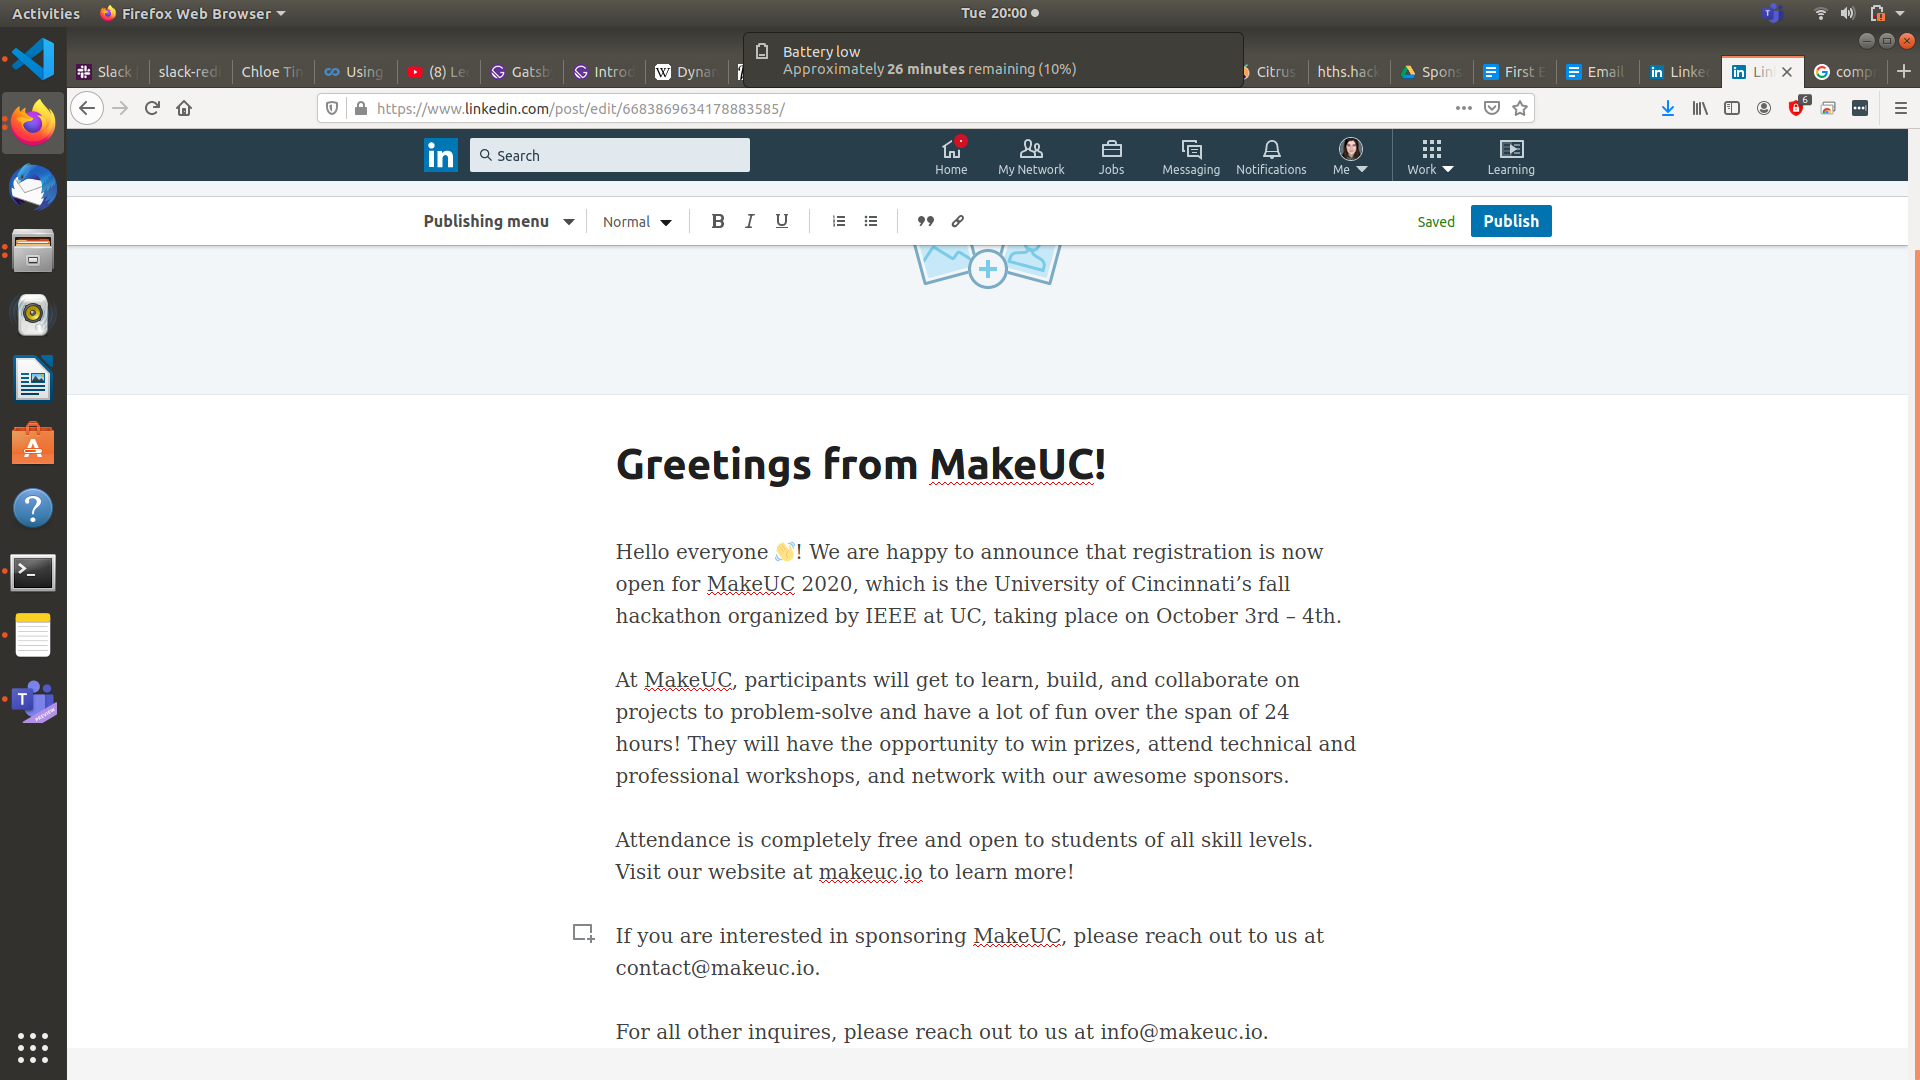 Activities Firefox Web Browser Tue 20:00
Battery low
Approximately 26 minutes remaining (10%)
Slack slack-red Chloe Tin Using (8) Le Gatsb Introd Dynar Citrus hths.hack Spons First E Email Linked Lin comp
6
https://www.linkedin.com/post/edit/6683869634178883585/
in Search Home My Network Jobs Messaging Notifications Me Work Learning
Publishing menu Normal B I U Saved Publish
Greetings from MakeUC!
Hello everyone 👋! We are happy to announce that registration is now
open for MakeUC 2020, which is the University of Cincinnati’s fall
hackathon organized by IEEE at UC, taking place on October 3rd – 4th.
At MakeUC, participants will get to learn, build, and collaborate on
projects to problem-solve and have a lot of fun over the span of 24
hours! They will have the opportunity to win prizes, attend technical and
professional workshops, and network with our awesome sponsors.
Attendance is completely free and open to students of all skill levels.
Visit our website at makeuc.io to learn more!
If you are interested in sponsoring MakeUC, please reach out to us at
contact@makeuc.io.
For all other inquires, please reach out to us at info@makeuc.io.